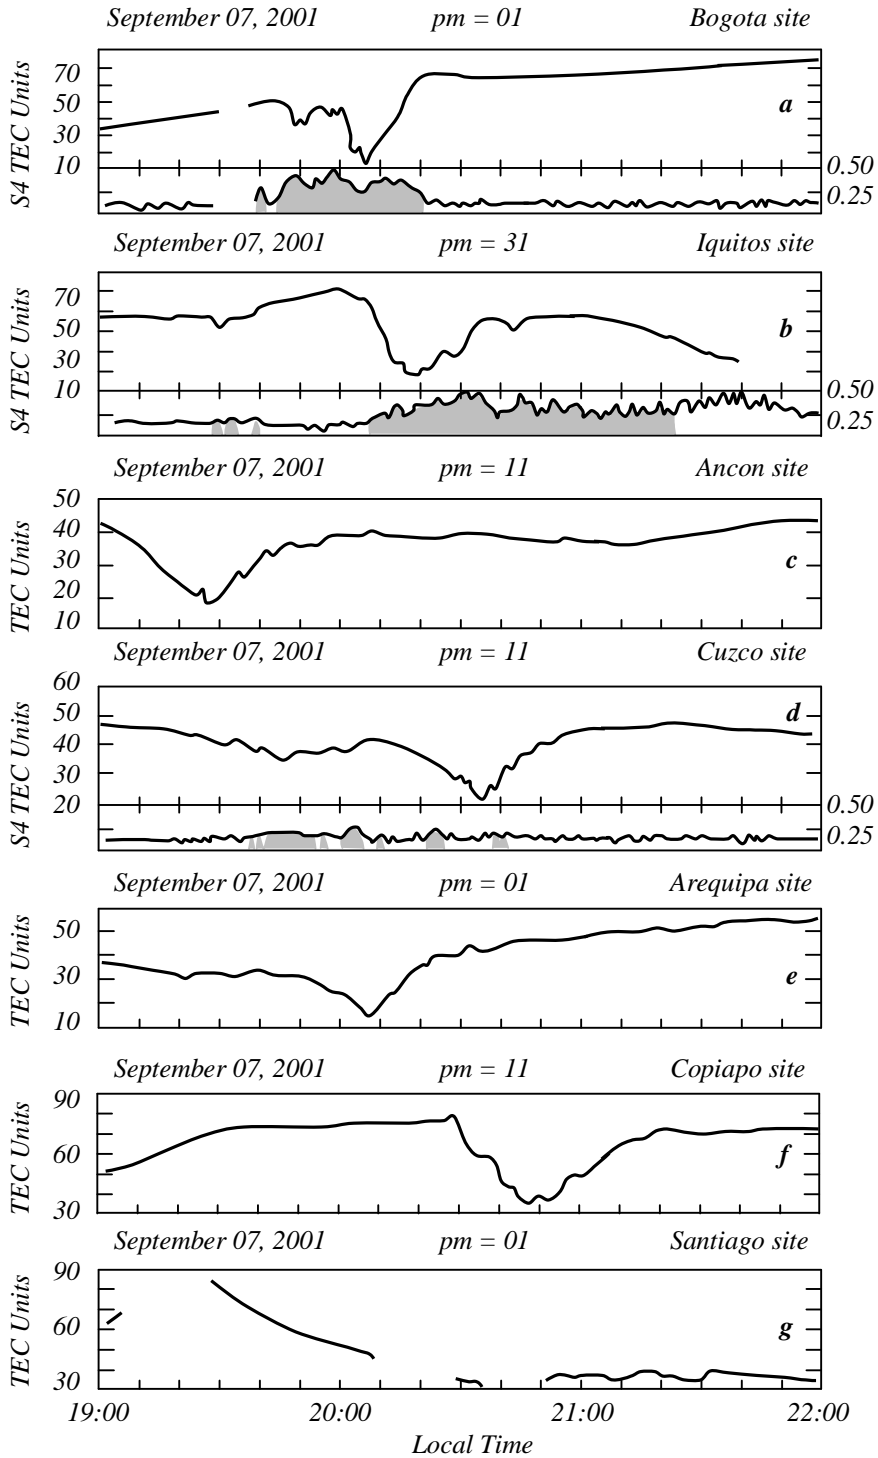 September 07, 2001 pm = 01 Bogota site
S4 TEC Units
70
50
30
10
a
0.50
0.25
September 07, 2001 pm = 31 Iquitos site
S4 TEC Units
70
50
30
10
b
0.50
0.25
September 07, 2001 pm = 11 Ancon site
TEC Units
50
40
30
20
10
c
September 07, 2001 pm = 11 Cuzco site
S4 TEC Units
60
50
40
30
20
d
0.50
0.25
September 07, 2001 pm = 01 Arequipa site
TEC Units
50
30
10
e
September 07, 2001 pm = 11 Copiapo site
TEC Units
90
60
30
f
September 07, 2001 pm = 01 Santiago site
TEC Units
90
60
30
g
19:00 20:00 21:00 22:00
Local Time